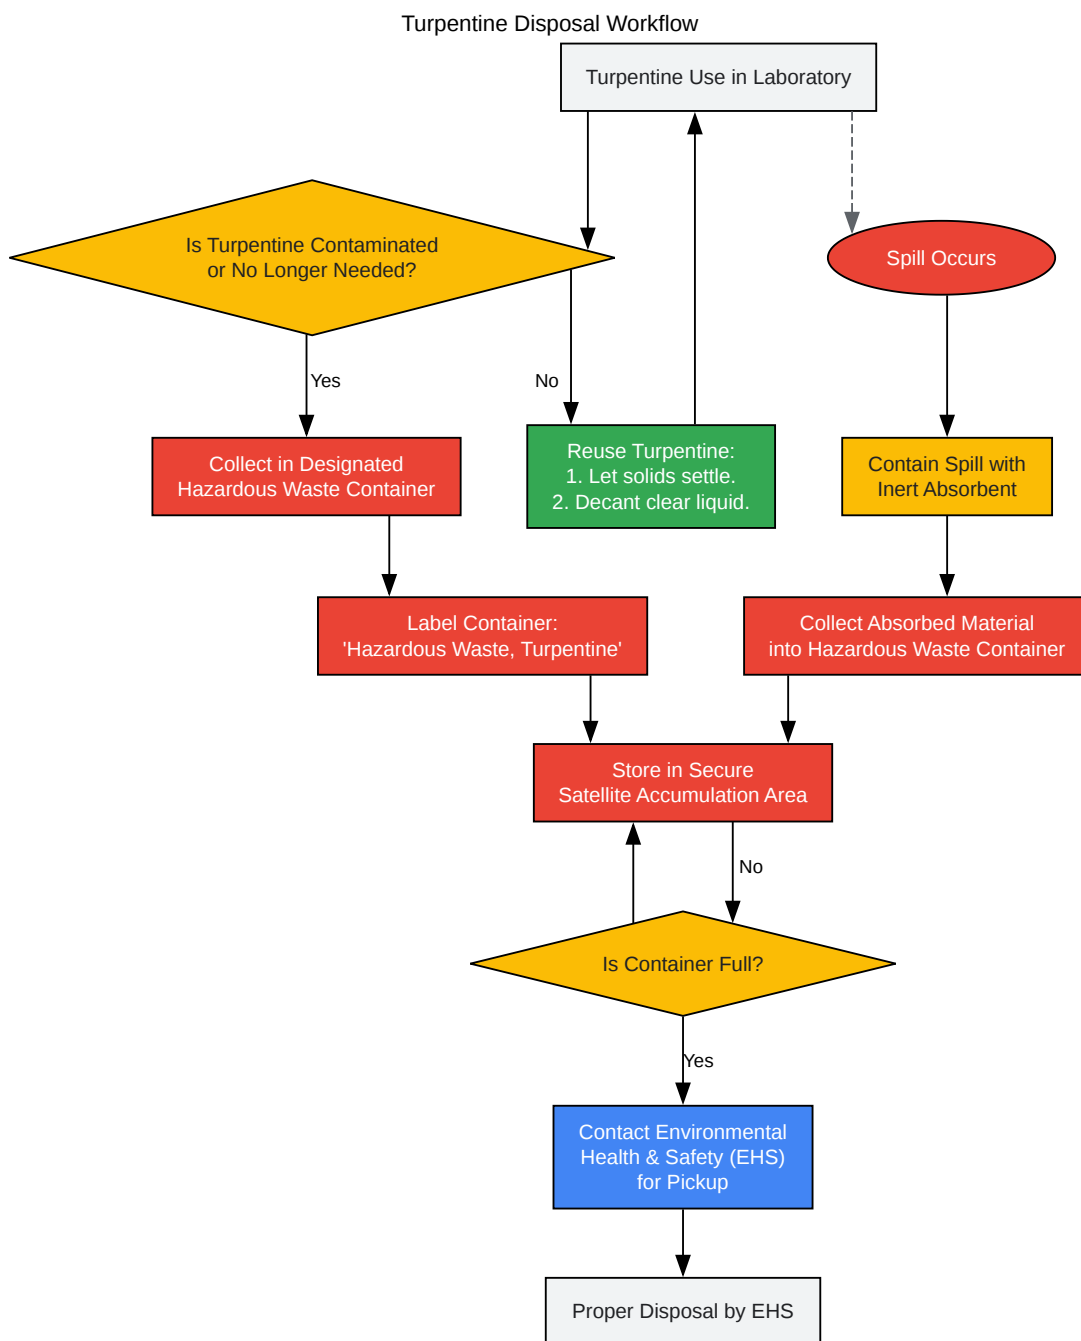 Turpentine Disposal Workflow
Turpentine Use in Laboratory
Is Turpentine Contaminated
or No Longer Needed?
Spill Occurs
Yes
No
Collect in Designated
Hazardous Waste Container
Reuse Turpentine:
1. Let solids settle.
2. Decant clear liquid.
Contain Spill with
Inert Absorbent
Label Container:
'Hazardous Waste, Turpentine'
Collect Absorbed Material
into Hazardous Waste Container
Store in Secure
Satellite Accumulation Area
No
Is Container Full?
Yes
Contact Environmental
Health & Safety (EHS)
for Pickup
Proper Disposal by EHS